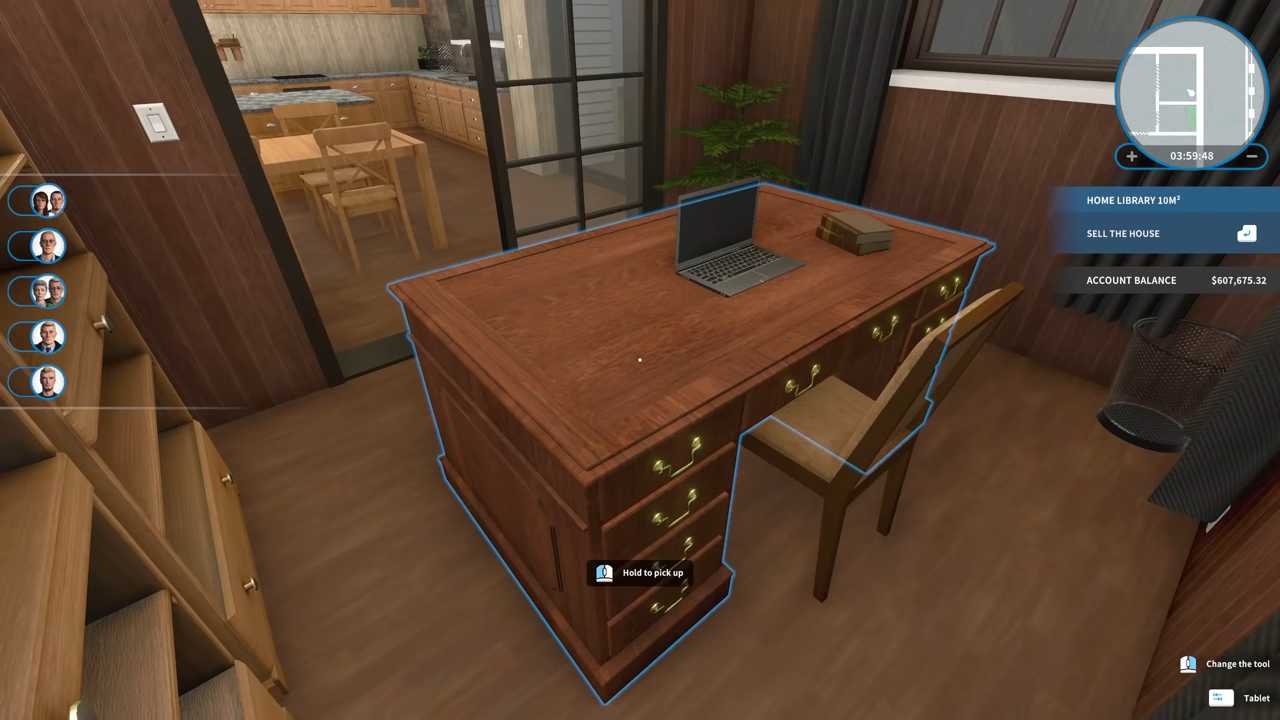 03:59:48
HOME LIBRARY 10M²
SELL THE HOUSE
ACCOUNT BALANCE $607,675.32
Hold to pick up
Change the tool
Tablet